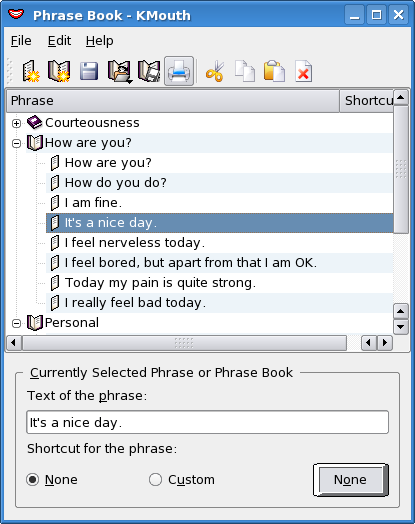 Phrase Book - KMouth
File Edit Help
Phrase Shortcu
Courteousness
How are you?
How are you?
How do you do?
I am fine.
It's a nice day.
I feel nerveless today.
I feel bored, but apart from that I am OK.
Today my pain is quite strong.
I really feel bad today.
Personal
Currently Selected Phrase or Phrase Book
Text of the phrase:
It's a nice day.
Shortcut for the phrase:
None Custom None